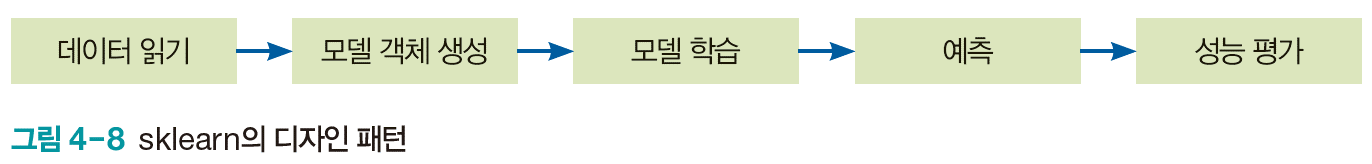 데이터 읽기 모델 객체 생성 모델 학습 예측 성능 평가
그림 4-8 sklearn의 디자인 패턴